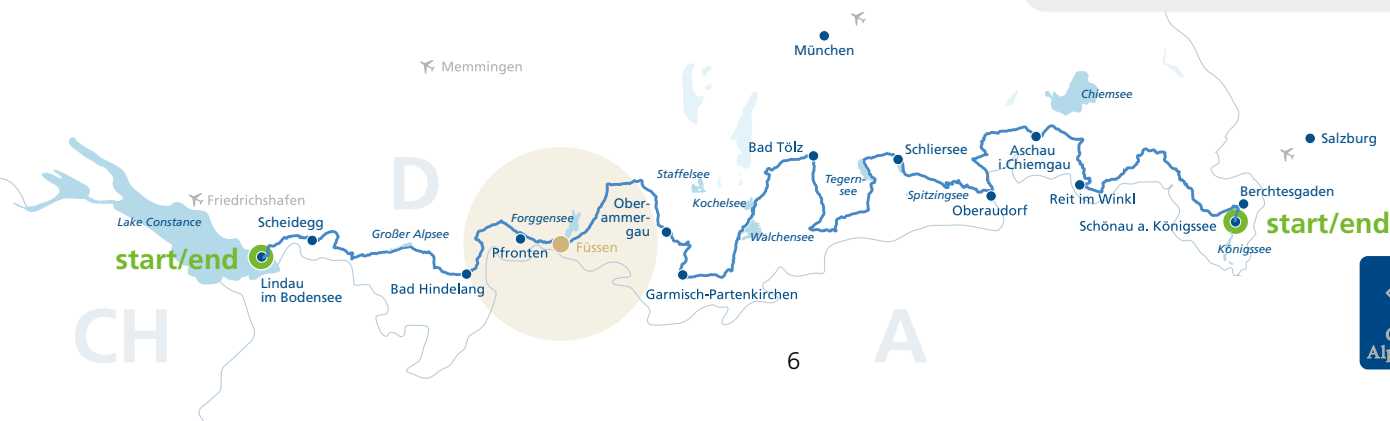 München
Memmingen
Chiemsee
Salzburg
Bad Tölz
Schliersee
Aschau
i.Chiemgau
D
Staffelsee
Tegern-
see
Friedrichshafen
Kochelsee
Spitzingsee
Oberaudorf
Reit im Winkl
Berchtesgaden
Lake Constance
Scheidegg
Großer Alpsee
Forggensee
Ober-
ammer-
gau
Walchensee
Schönau a. Königssee
start/end
Königssee
start/end
Pfronten
Füssen
Lindau
im Bodensee
Bad Hindelang
Garmisch-Partenkirchen
CH
A
6